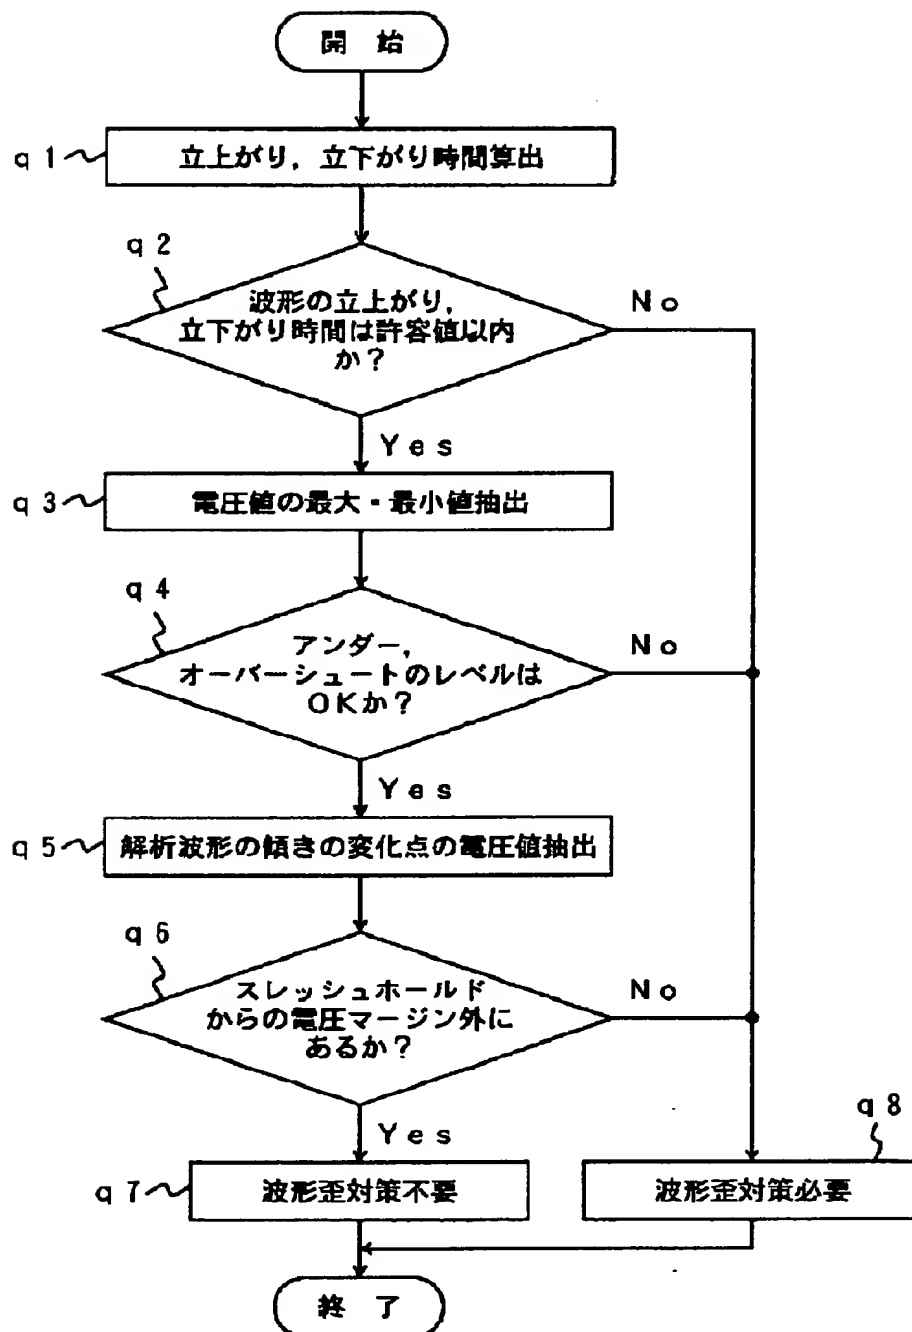 開 始
q1
立上がり，立下がり時間算出
q2
波形の立上がり，
立下がり時間は許容値以内
か？
No
Yes
q3
電圧値の最大・最小値抽出
q4
アンダー，
オーバーシュートのレベルは
OKか？
No
Yes
q5
解析波形の傾きの変化点の電圧値抽出
q6
スレッシュホールド
からの電圧マージン外に
あるか？
No
Yes
q8
q7
波形歪対策不要
波形歪対策必要
終 了